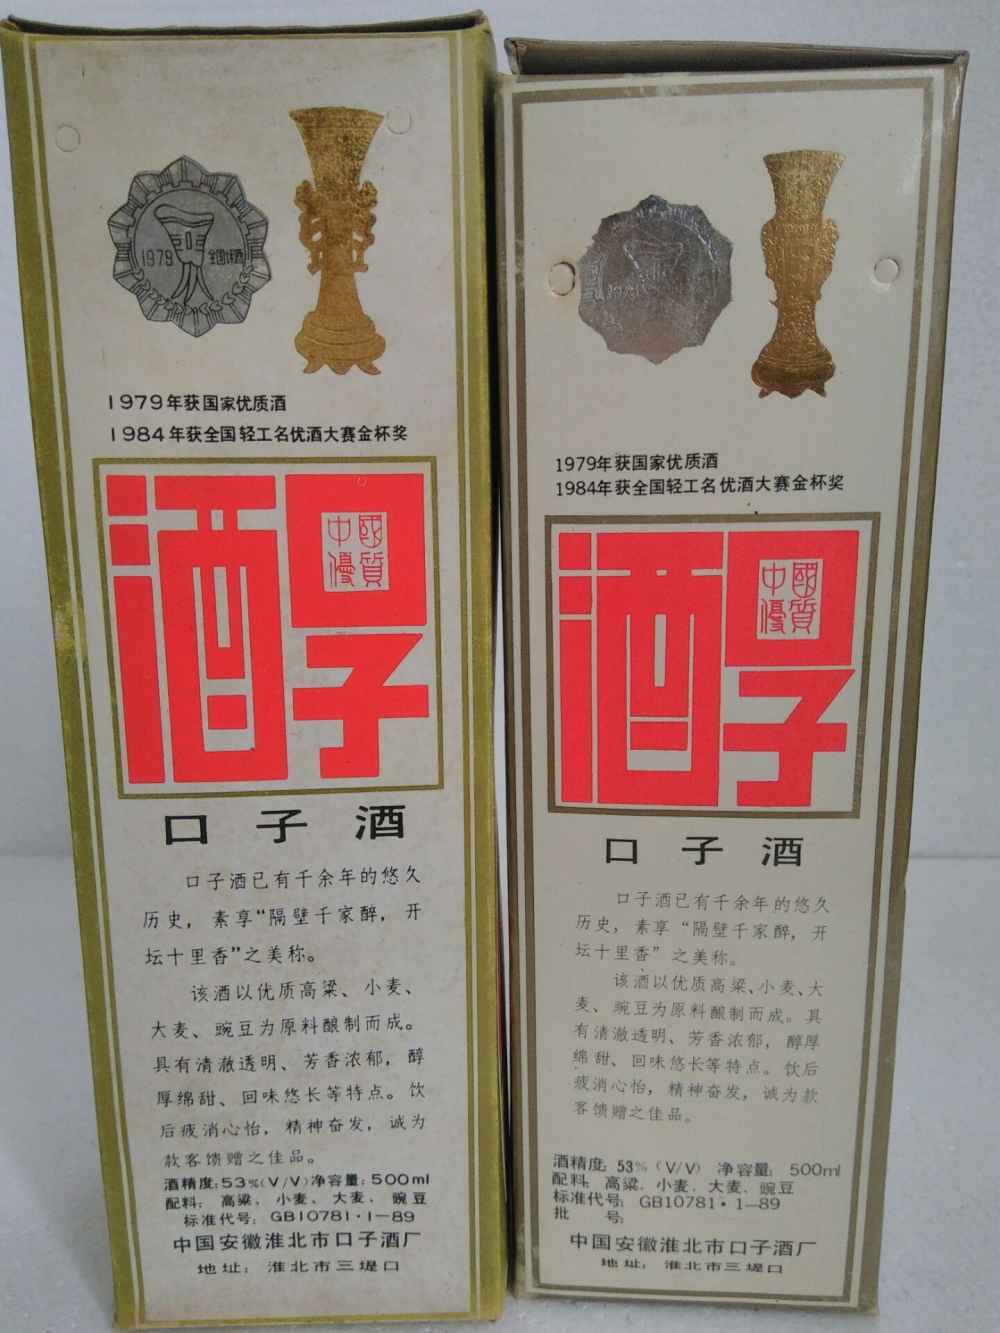 1979 全国优酒
1979年获国家优质酒
1984年获全国轻工名优酒大赛金杯奖
口子酒
中國
優質
口子酒
口子酒已有千余年的悠久
历史，素享“隔壁千家醉，开
坛十里香”之美称。
该酒以优质高粱、小麦、
大麦、豌豆为原料酿制而成。
具有清澈透明、芳香浓郁，醇
厚绵甜、回味悠长等特点。饮
后疲消心怡，精神奋发，诚为
款客馈赠之佳品。
酒精度：53%(V/V) 净容量：500ml
配料：高粱、小麦、大麦、豌豆
标准代号：GB10781·1—89
中国安徽淮北市口子酒厂
地址：淮北市三堤口
1979年获国家优质酒
1984年获全国轻工名优酒大赛金杯奖
口子酒
中國
優質
口子酒
口子酒已有千余年的悠久
历史，素享“隔壁千家醉，开
坛十里香”之美称。
该酒以优质高粱、小麦、大
麦、豌豆为原料酿制而成。具
有清澈透明、芳香浓郁，醇厚
绵甜、回味悠长等特点。饮后
疲消心怡，精神奋发，诚为款
客馈赠之佳品。
酒精度：53%（V/V）净容量：500ml
配料：高粱、小麦、大麦、豌豆
标准代号：GB10781·1—89
批 号：
中国安徽淮北市口子酒厂
地址：淮北市三堤口